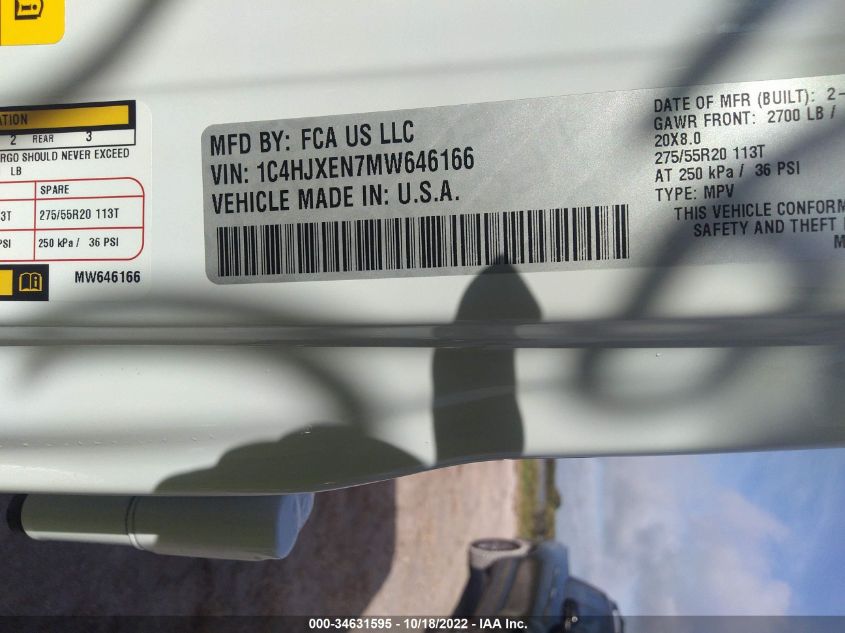 ATION
2 REAR 3
RGO SHOULD NEVER EXCEED
LB
SPARE
3T 275/55R20 113T
PSI 250 kPa / 36 PSI
MW646166
MFD BY: FCA US LLC
VIN: 1C4HJXEN7MW646166
VEHICLE MADE IN: U.S.A.
DATE OF MFR (BUILT): 2-
GAWR FRONT: 2700 LB /
20X8.0
275/55R20 113T
AT 250 kPa / 36 PSI
TYPE: MPV
THIS VEHICLE CONFORM
SAFETY AND THEFT
M
000-34631595 - 10/18/2022 - IAA Inc.